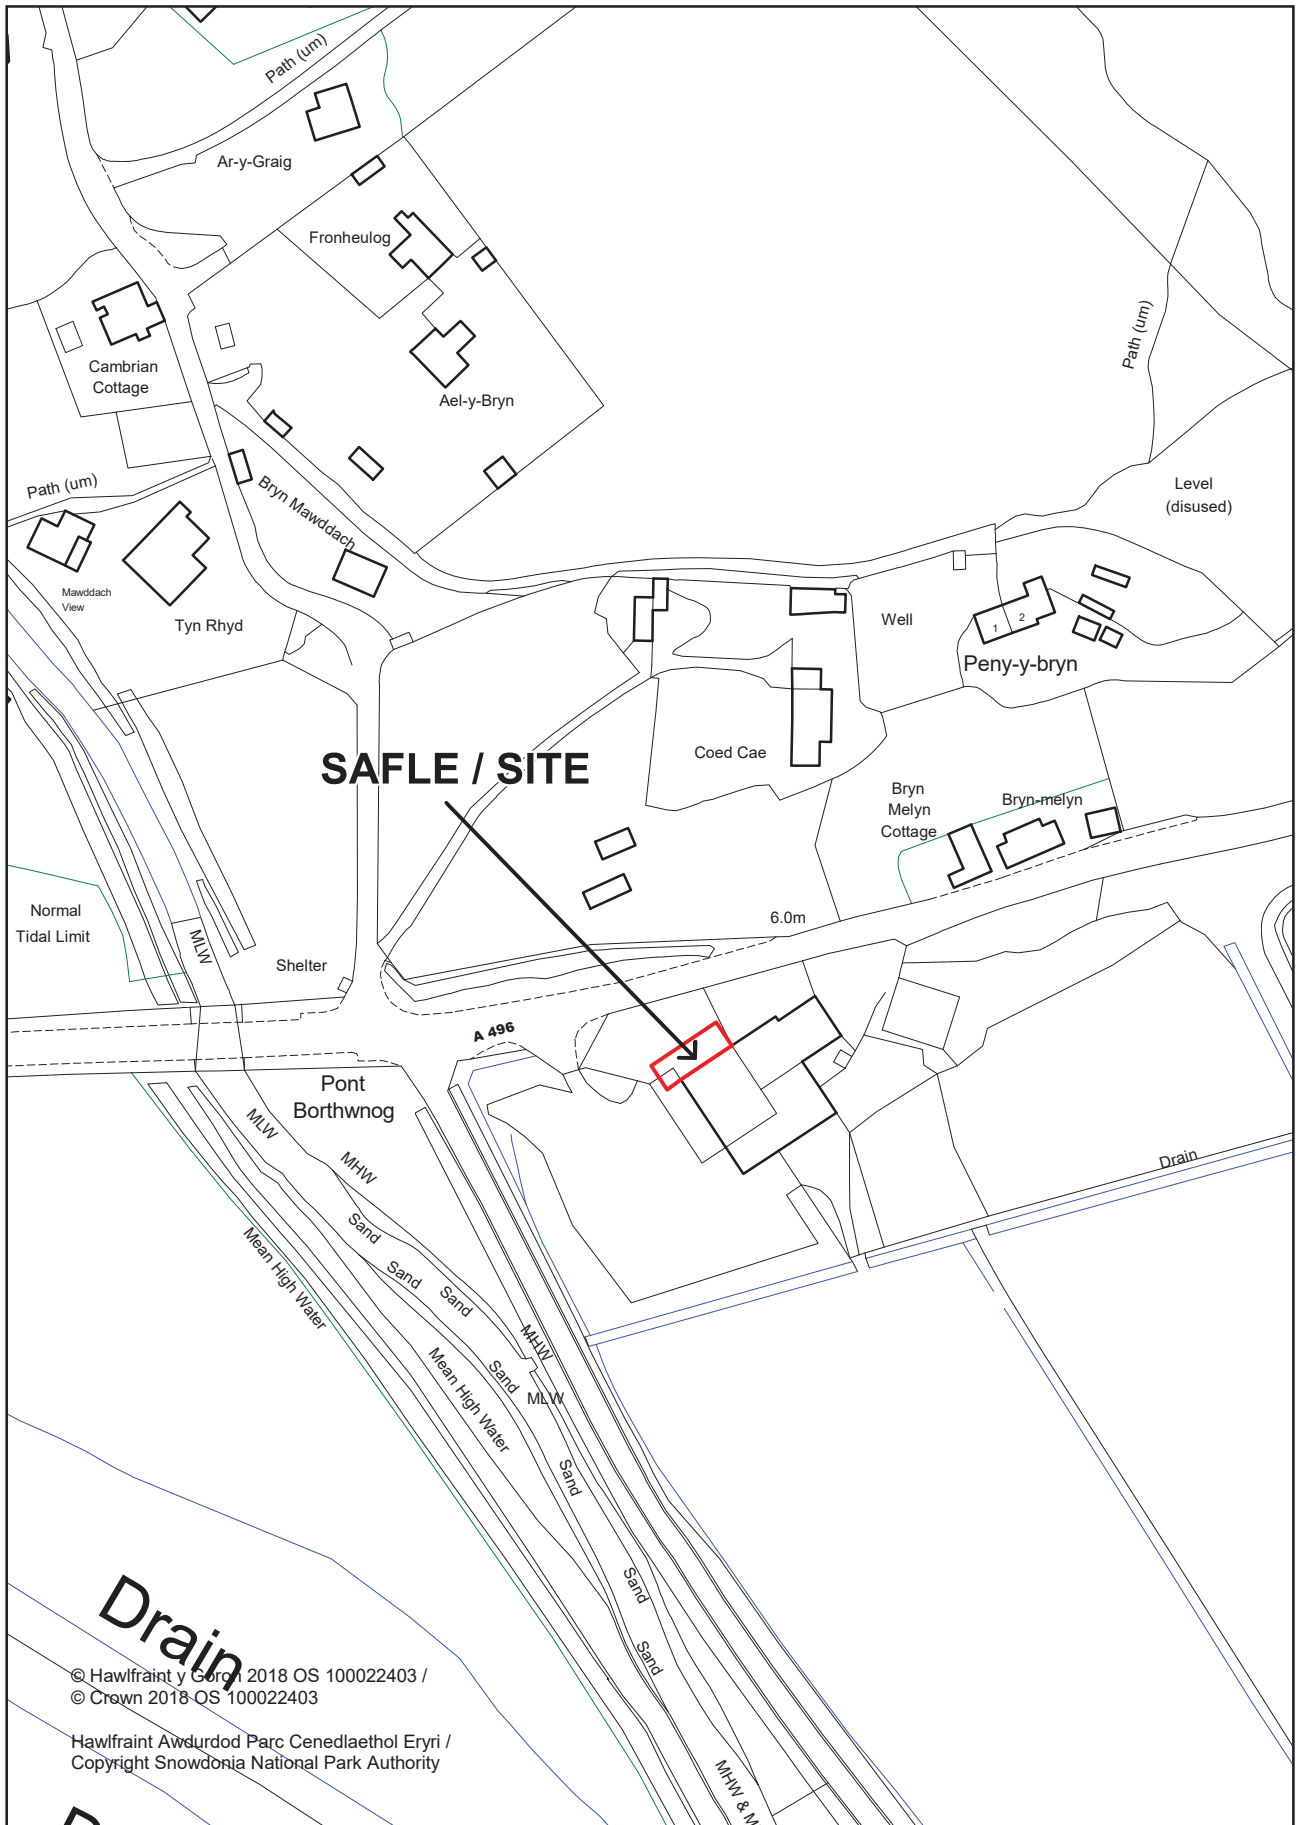 Path (um)
Ar-y-Graig
Fronheulog
Cambrian
Cottage
Ael-y-Bryn
Path (um)
Path (um)
Bryn Mawddach
Level
(disused)
Mawddach
View
Tyn Rhyd
Well
1
2
Peny-y-bryn
SAFLE / SITE
Coed Cae
Bryn
Melyn
Cottage
Bryn-melyn
Normal
Tidal Limit
MLW
Shelter
6.0m
A 496
Pont
Borthwnog
MLW
MHW
Drain
Sand
Mean High Water
Sand
Sand
MHW
Mean High Water
Sand
MLW
Sand
Sand
Sand
Drain
© Hawlfraint y Goron 2018 OS 100022403 /
© Crown 2018 OS 100022403
Hawlfraint Awdurdod Parc Cenedlaethol Eryri /
Copyright Snowdonia National Park Authority
MHW &